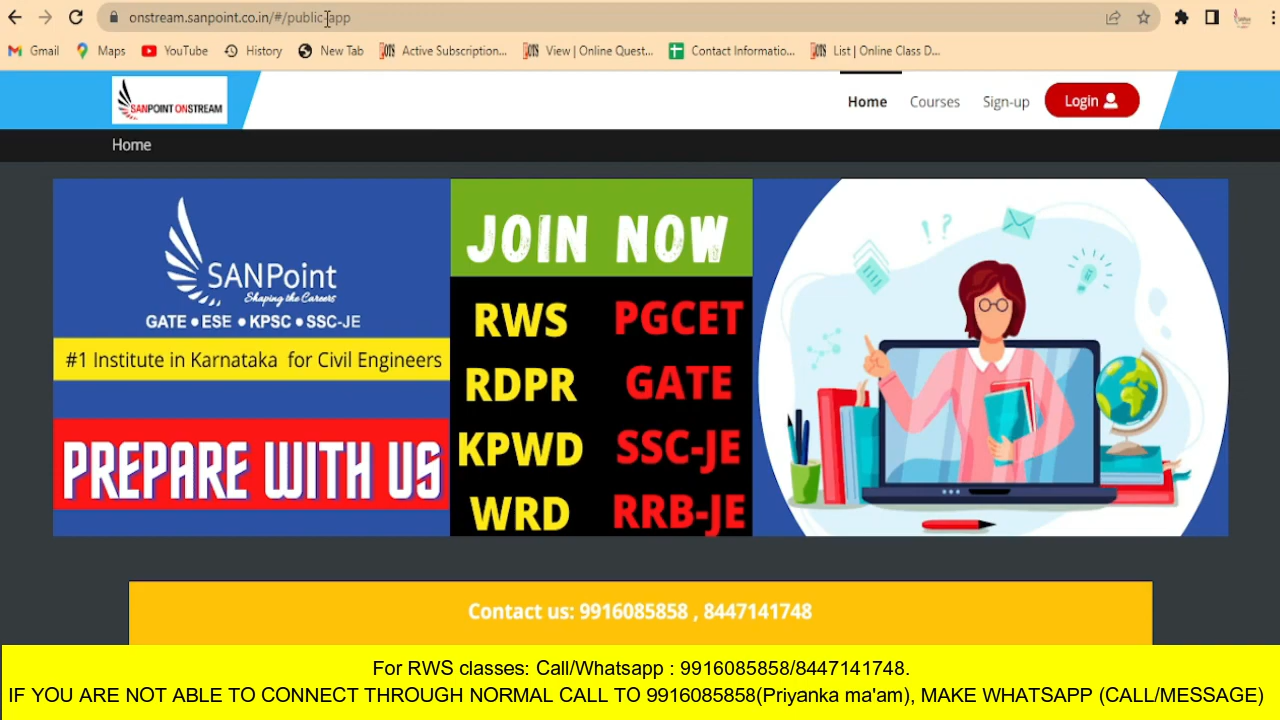 onstream.sanpoint.co.in/#/public-app
Gmail Maps YouTube History New Tab Active Subscription... View | Online Quest... Contact Informatio... List | Online Class D...
SANPOINT ONSTREAM
Home Courses Sign-up Login
Home
SANPoint
Shaping the Careers
GATE • ESE • KPSC • SSC-JE
#1 Institute in Karnataka for Civil Engineers
PREPARE WITH US
JOIN NOW
RWS PGCET
RDPR GATE
KPWD SSC-JE
WRD RRB-JE
Contact us: 9916085858 , 8447141748
For RWS classes: Call/Whatsapp : 9916085858/8447141748.
IF YOU ARE NOT ABLE TO CONNECT THROUGH NORMAL CALL TO 9916085858(Priyanka ma'am), MAKE WHATSAPP (CALL/MESSAGE)